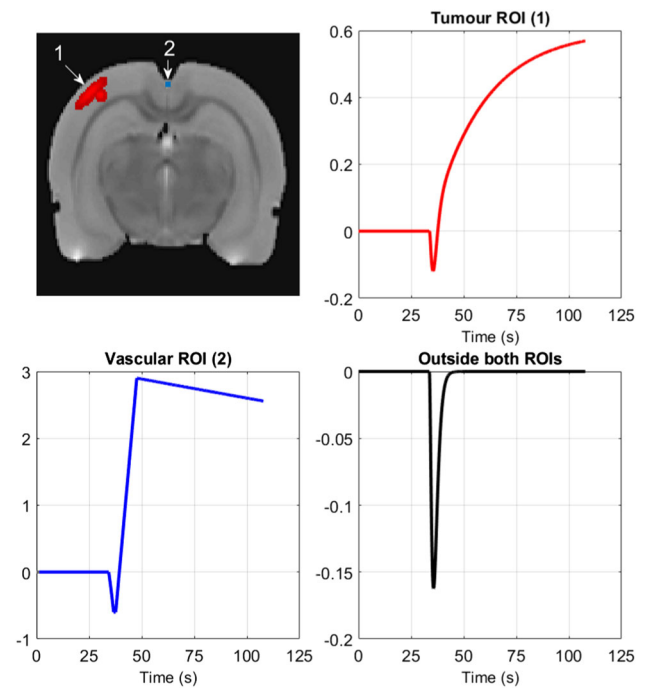 1
2
Tumour ROI (1)
0.6
0.4
0.2
0
-0.2
0 25 50 75 100 125
Time (s)
Vascular ROI (2)
3
2
1
0
-1
0 25 50 75 100 125
Time (s)
Outside both ROIs
0
-0.05
-0.1
-0.15
-0.2
0 25 50 75 100 125
Time (s)